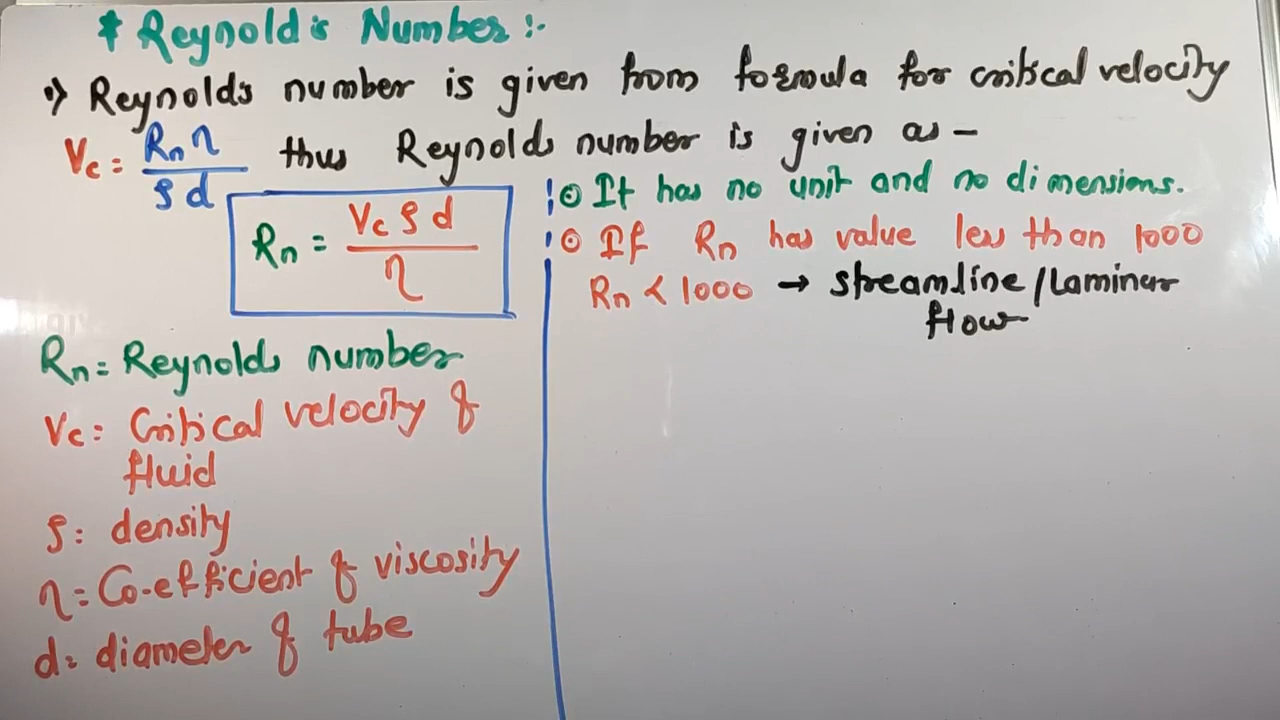 * Reynolds Number :-
•) Reynolds number is given from formula for critical velocity
Vc = Rn η / ρ d thus Reynolds number is given as –
Rn = Vc ρ d / η
Rn = Reynolds number
Vc = Critical velocity of
fluid
ρ = density
η = Co-efficient of viscosity
d = diameter of tube
⊙ It has no unit and no dimensions.
⊙ If Rn has value less than 1000
Rn < 1000 → streamline/Laminar
flow